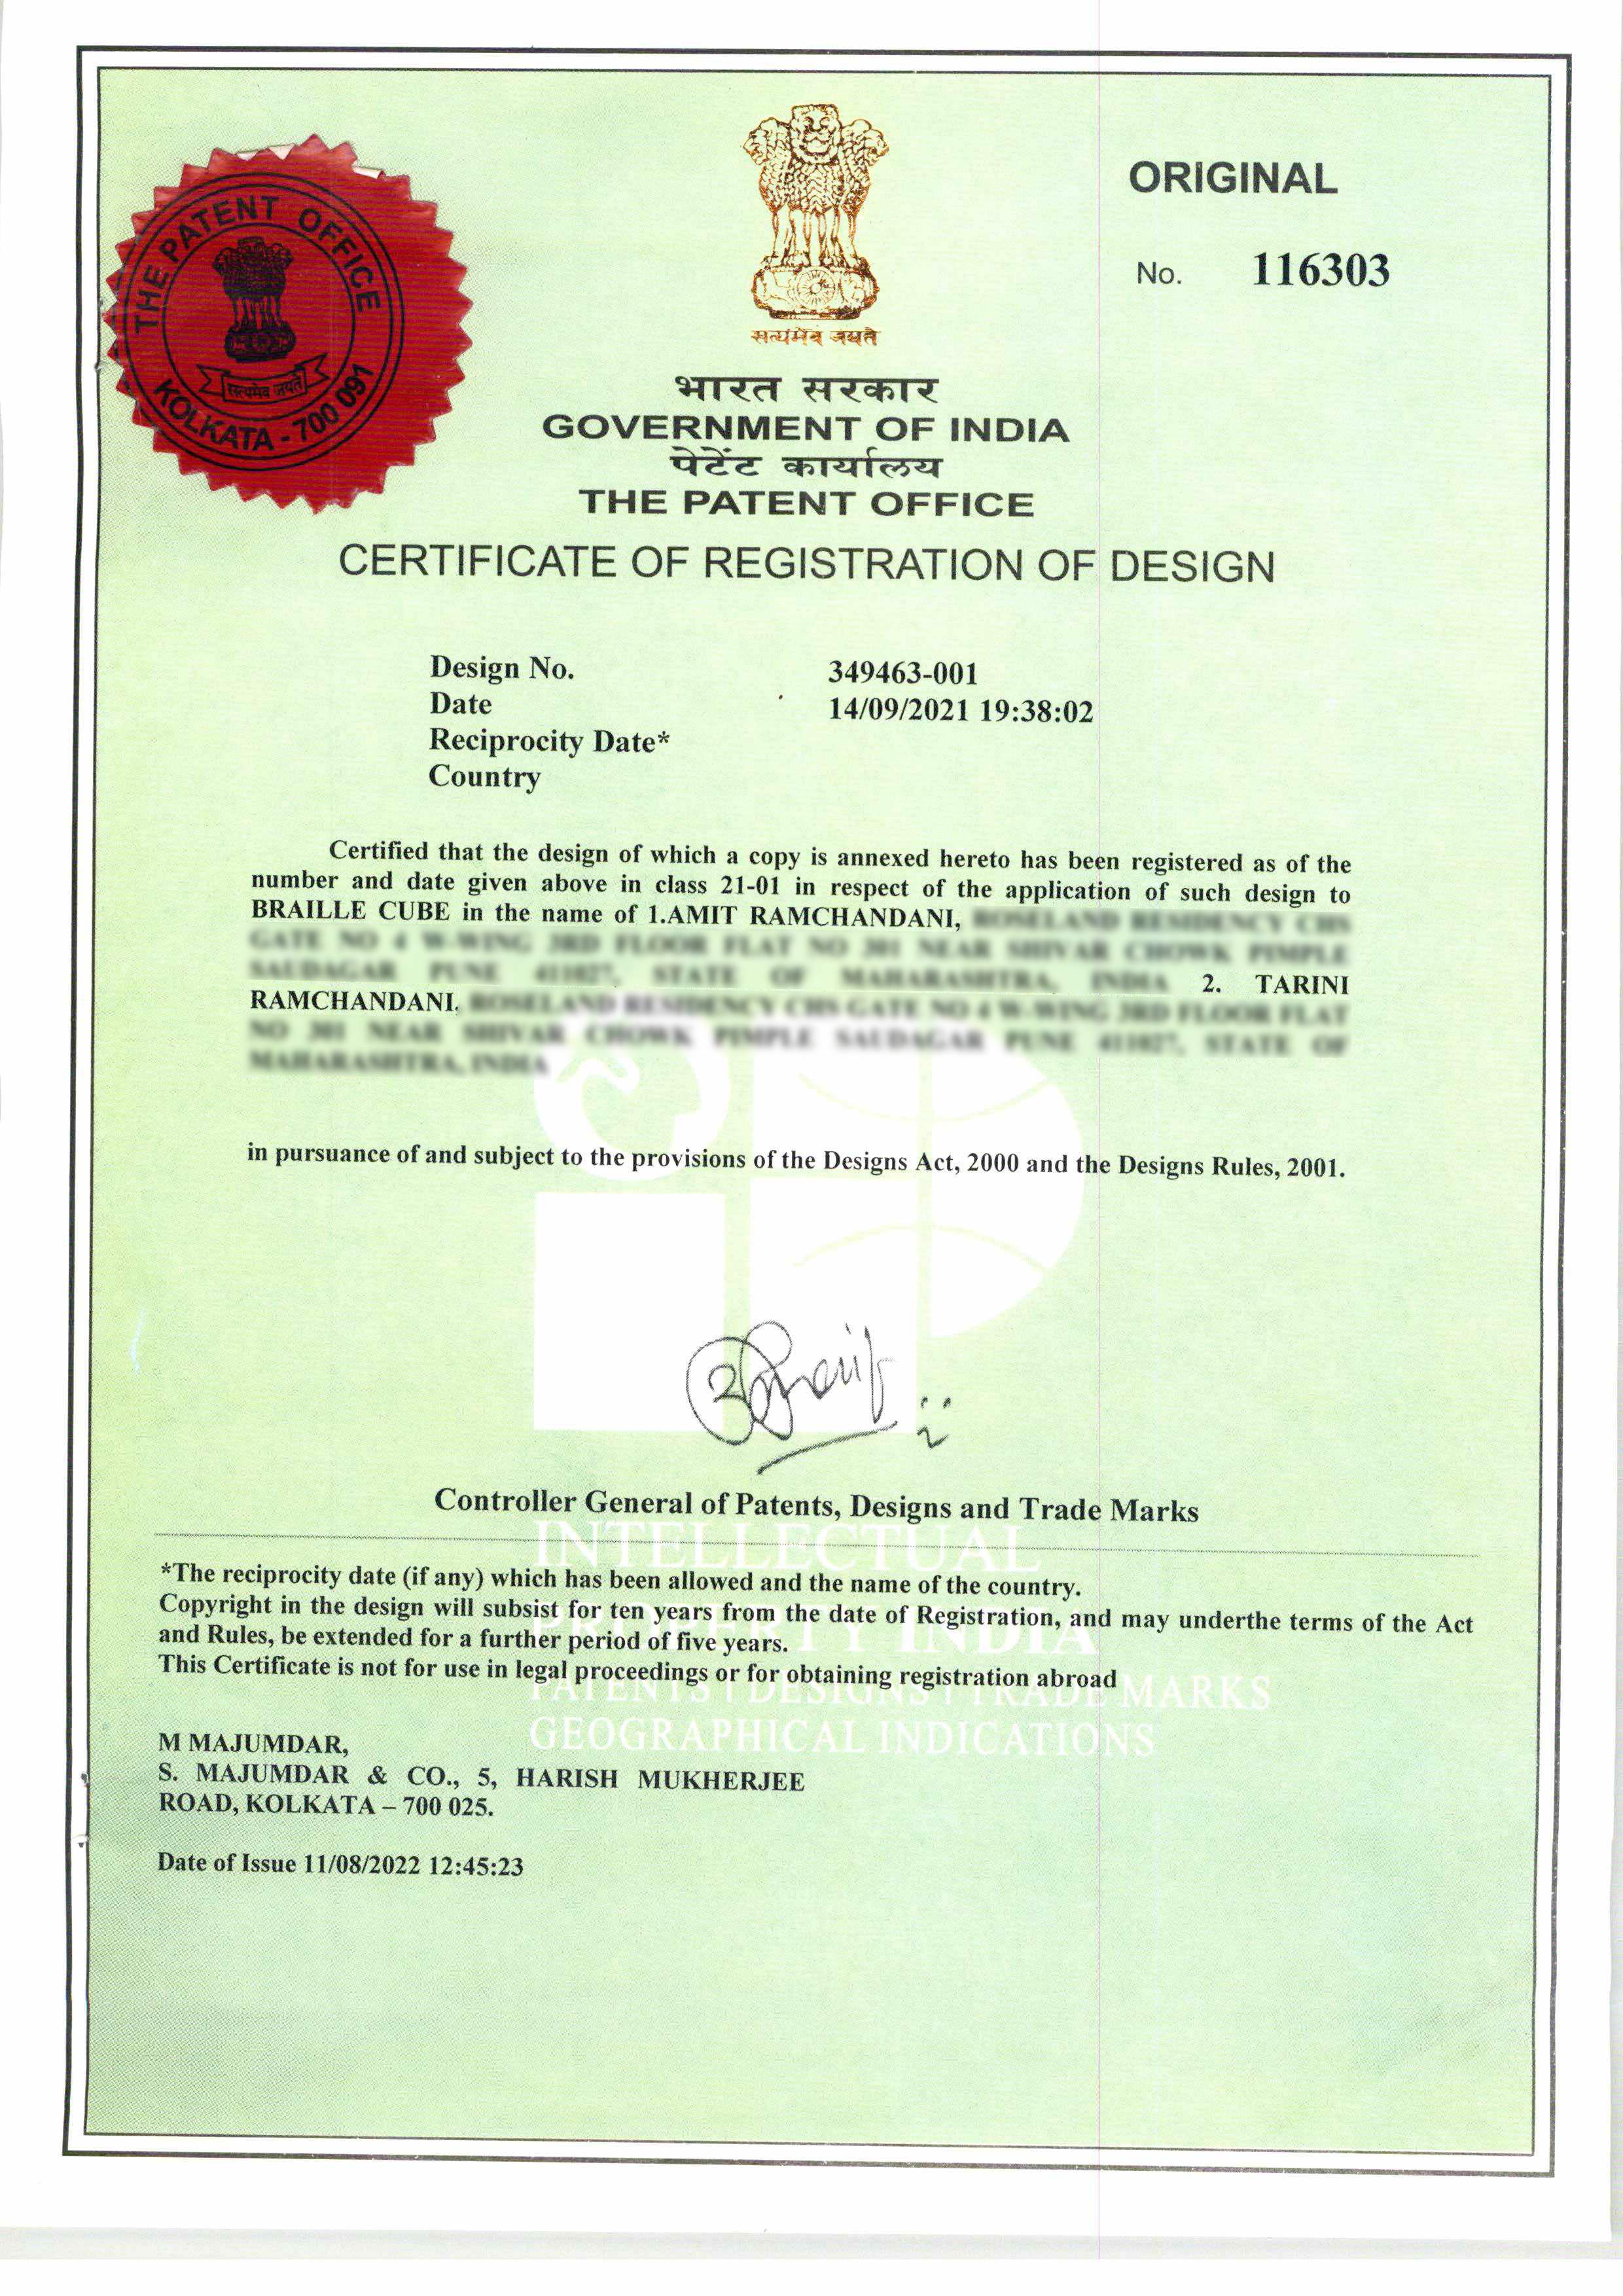 THE PATENT OFFICE
सत्यमेव जयते
KOLKATA - 700 091
सत्यमेव जयते
ORIGINAL
No. 116303
भारत सरकार
GOVERNMENT OF INDIA
पेटेंट कार्यालय
THE PATENT OFFICE
CERTIFICATE OF REGISTRATION OF DESIGN
Design No. 349463-001
Date 14/09/2021 19:38:02
Reciprocity Date*
Country
Certified that the design of which a copy is annexed hereto has been registered as of the
number and date given above in class 21-01 in respect of the application of such design to
BRAILLE CUBE in the name of 1.AMIT RAMCHANDANI,
2. TARINI
RAMCHANDANI,
in pursuance of and subject to the provisions of the Designs Act, 2000 and the Designs Rules, 2001.
Controller General of Patents, Designs and Trade Marks
INTELLECTUAL
PROPERTY INDIA
PATENTS | DESIGNS | TRADE MARKS
GEOGRAPHICAL INDICATIONS
*The reciprocity date (if any) which has been allowed and the name of the country.
Copyright in the design will subsist for ten years from the date of Registration, and may underthe terms of the Act
and Rules, be extended for a further period of five years.
This Certificate is not for use in legal proceedings or for obtaining registration abroad
M MAJUMDAR,
S. MAJUMDAR & CO., 5, HARISH MUKHERJEE
ROAD, KOLKATA – 700 025.
Date of Issue 11/08/2022 12:45:23